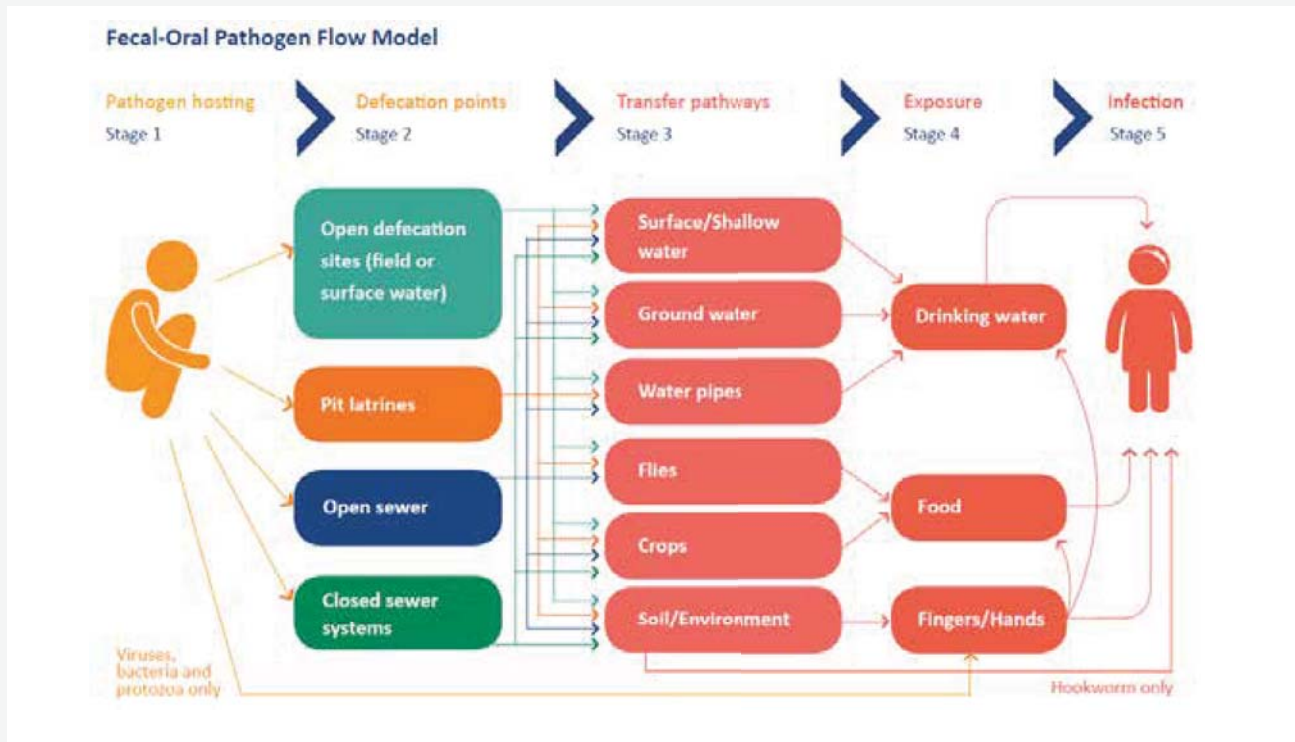 Fecal-Oral Pathogen Flow Model
Pathogen hosting
Stage 1
Defecation points
Stage 2
Transfer pathways
Stage 3
Exposure
Stage 4
Infection
Stage 5
Open defecation
sites (field or
surface water)
Pit latrines
Open sewer
Closed sewer
systems
Surface/Shallow
water
Ground water
Water pipes
Flies
Crops
Soil/Environment
Drinking water
Food
Fingers/Hands
Viruses,
bacteria and
protozoa only
Hookworm only